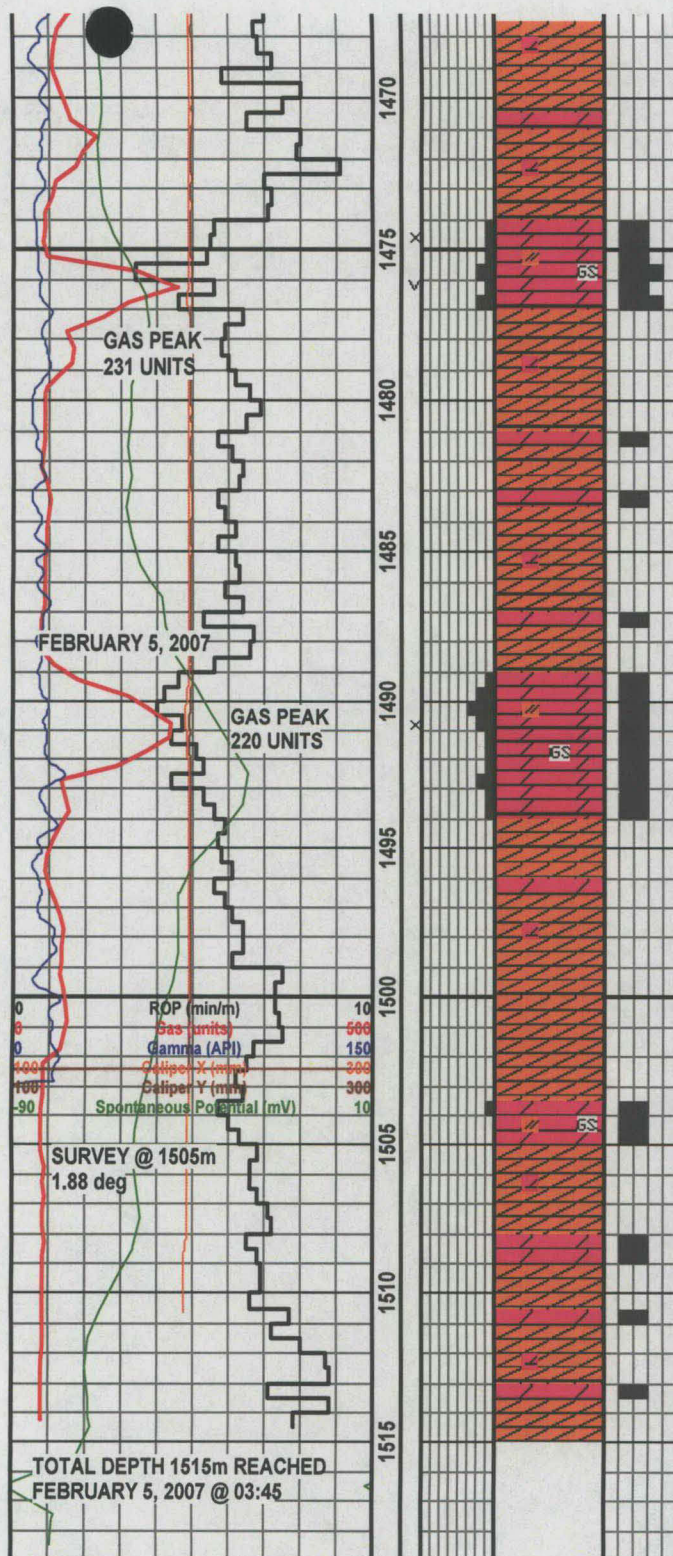 1470
1475
GS
GAS PEAK
231 UNITS
1480
1485
FEBRUARY 5, 2007
1490
GAS PEAK
220 UNITS
GS
1495
1500
0 ROP (min/m) 10
0 Gas (units) 500
0 Gamma (API) 150
100 Caliper X (mm) 300
100 Caliper Y (mm) 300
-90 Spontaneous Potential (mV) 10
GS
1505
SURVEY @ 1505m
1.88 deg
1510
1515
TOTAL DEPTH 1515m REACHED
FEBRUARY 5, 2007 @ 03:45